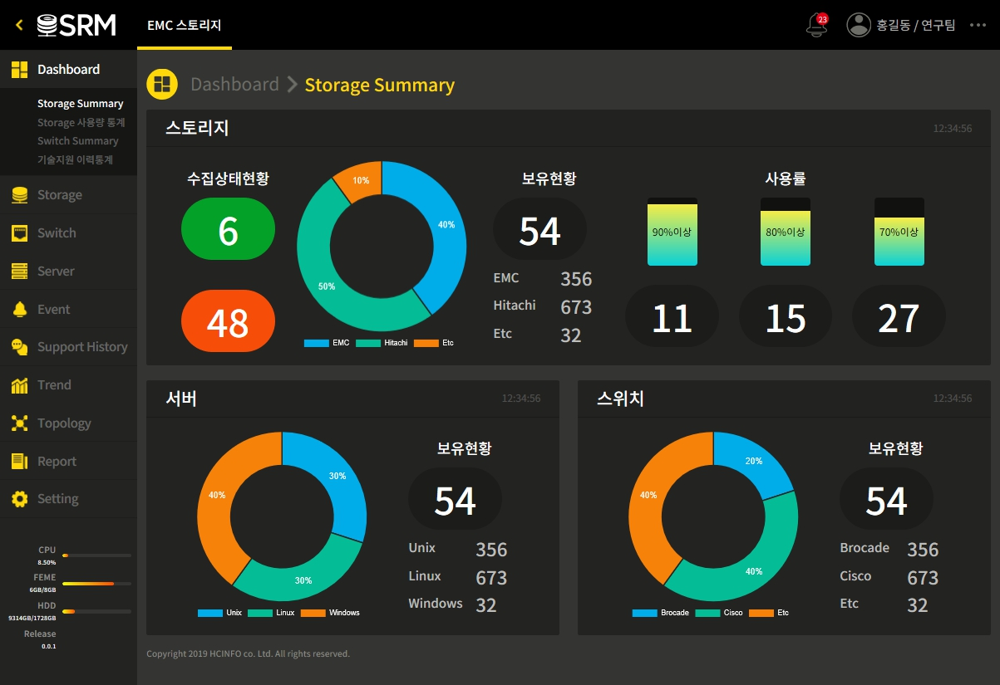 SRM
EMC 스토리지
23
홍길동 / 연구팀
Dashboard
Storage Summary
Storage 사용량 통계
Switch Summary
기술지원 이력통계
Storage
Switch
Server
Event
Support History
Trend
Topology
Report
Setting
CPU
8.50%
FEME
6GB/8GB
HDD
9314GB/1728GB
Release
0.0.1
Dashboard
Storage Summary
스토리지
12:34:56
수집상태현황
6
48
10%
40%
50%
EMC Hitachi Etc
보유현황
54
EMC 356
Hitachi 673
Etc 32
사용률
90%이상 80%이상 70%이상
11 15 27
서버
12:34:56
30%
40%
30%
Unix Linux Windows
보유현황
54
Unix 356
Linux 673
Windows 32
스위치
12:34:56
20%
40%
40%
Brocade Cisco Etc
보유현황
54
Brocade 356
Cisco 673
Etc 32
Copyright 2019 HCINFO co. Ltd. All rights reserved.